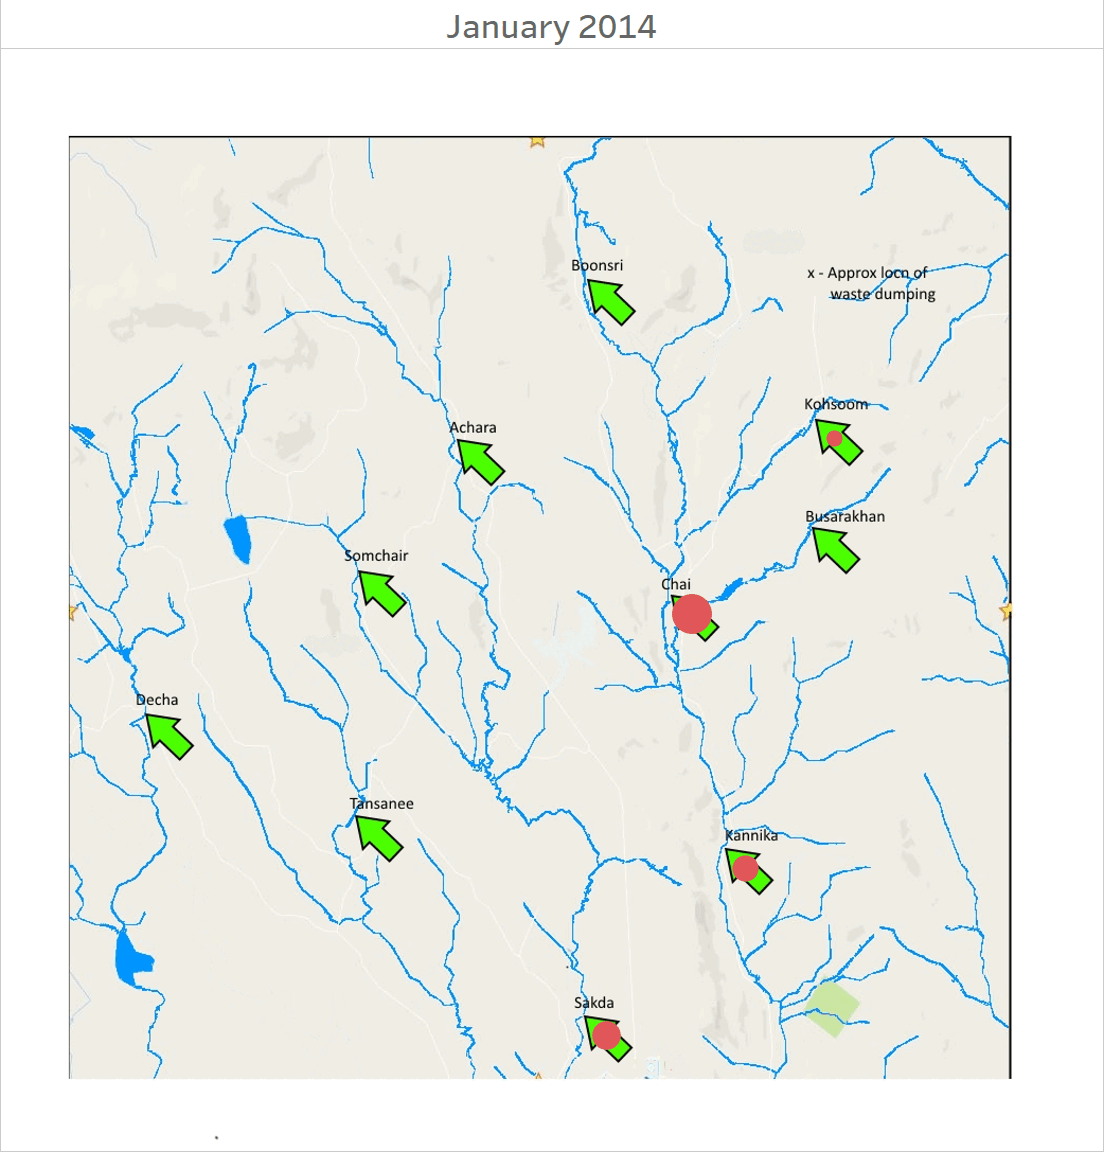 January 2014
Boonsri
x - Approx locn of
waste dumping
Kohsoom
Achara
Busarakhan
Somchair
Chai
Decha
Tansanee
Kannika
Sakda